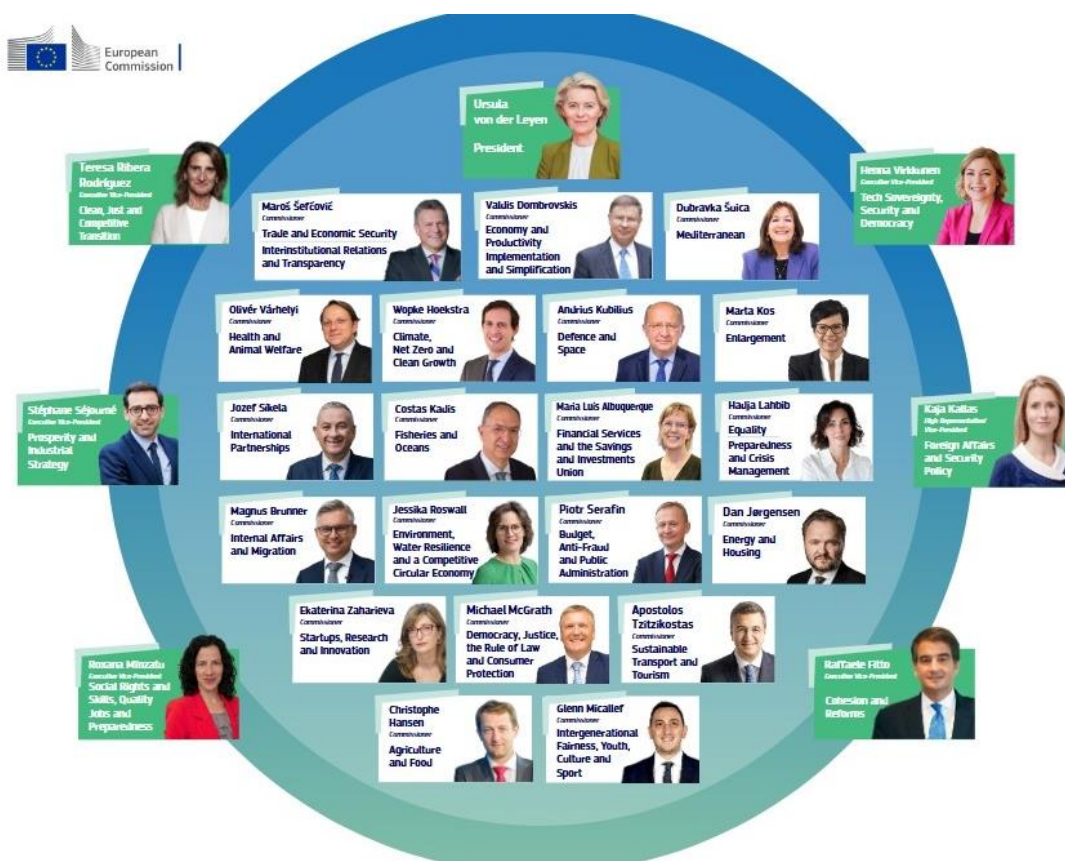 European
Commission
Ursula
von der Leyen
President
Teresa Ribera
Rodríguez
Executive Vice-President
Clean, Just and
Competitive
Transition
Henna Virkkunen
Executive Vice-President
Tech Sovereignty,
Security and
Democracy
Maroš Šefčovič
Commissioner
Trade and Economic Security
Interinstitutional Relations
and Transparency
Valdis Dombrovskis
Commissioner
Economy and
Productivity
Implementation
and Simplification
Dubravka Šuica
Commissioner
Mediterranean
Olivér Várhelyi
Commissioner
Health and
Animal Welfare
Wopke Hoekstra
Commissioner
Climate,
Net Zero and
Clean Growth
Andrius Kubilius
Commissioner
Defence and
Space
Marta Kos
Commissioner
Enlargement
Stéphane Séjourné
Executive Vice-President
Prosperity and
Industrial
Strategy
Jozef Síkela
Commissioner
International
Partnerships
Costas Kadis
Commissioner
Fisheries and
Oceans
Maria Luís Albuquerque
Commissioner
Financial Services
and the Savings
and Investments
Union
Hadja Lahbib
Commissioner
Equality
Preparedness
and Crisis
Management
Kaja Kallas
High Representative/
Vice-President
Foreign Affairs
and Security
Policy
Magnus Brunner
Commissioner
Internal Affairs
and Migration
Jessika Roswall
Commissioner
Environment,
Water Resilience
and a Competitive
Circular Economy
Piotr Serafin
Commissioner
Budget,
Anti-Fraud
and Public
Administration
Dan Jørgensen
Commissioner
Energy and
Housing
Ekaterina Zaharieva
Commissioner
Startups, Research
and Innovation
Michael McGrath
Commissioner
Democracy, Justice,
the Rule of Law
and Consumer
Protection
Apostolos
Tzitzikostas
Commissioner
Sustainable
Transport and
Tourism
Roxana Mînzatu
Executive Vice-President
Social Rights and
Skills, Quality
Jobs and
Preparedness
Raffaele Fitto
Executive Vice-President
Cohesion and
Reforms
Christophe
Hansen
Commissioner
Agriculture
and Food
Glenn Micallef
Commissioner
Intergenerational
Fairness, Youth,
Culture and
Sport